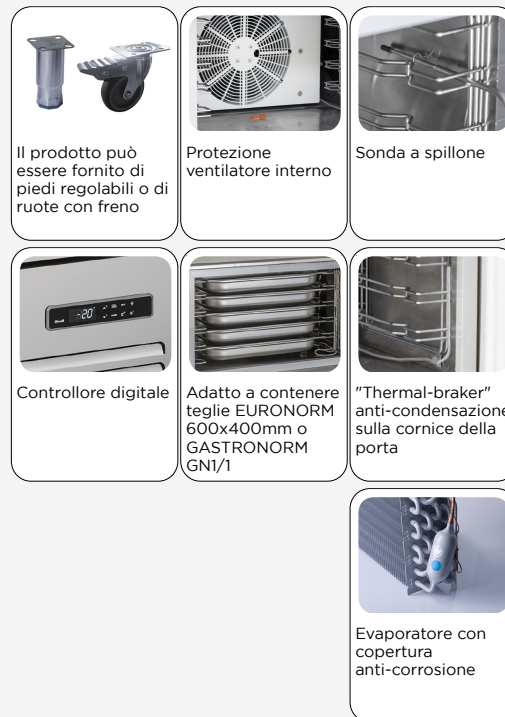 Il prodotto può
essere fornito di
piedi regolabili o di
ruote con freno
Protezione
ventilatore interno
Sonda a spillone
-20
Controllore digitale
Adatto a contenere
teglie EURONORM
600x400mm o
GASTRONORM
GN1/1
"Thermal-braker"
anti-condensazione
sulla cornice della
porta
Evaporatore con
copertura
anti-corrosione